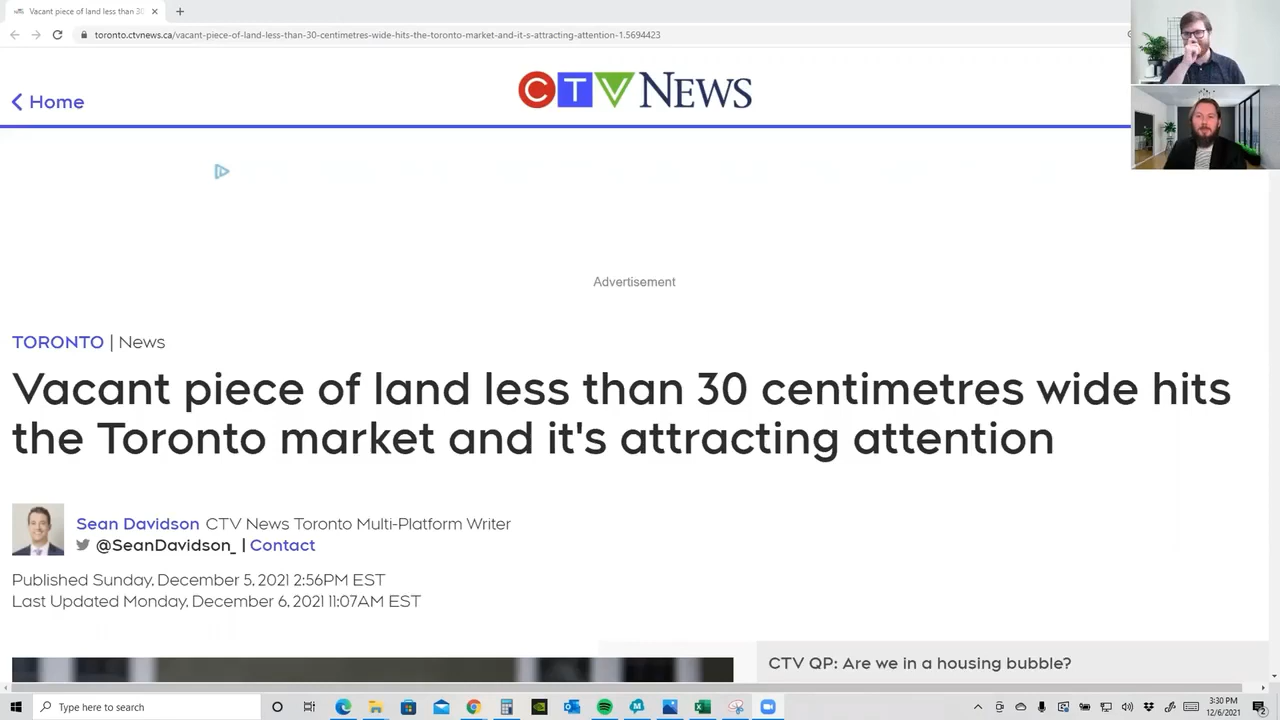 Vacant piece of land less than 30
toronto.ctvnews.ca/vacant-piece-of-land-less-than-30-centimetres-wide-hits-the-toronto-market-and-it-s-attracting-attention-1.5694423
Home
CTV NEWS
Advertisement
TORONTO | News
Vacant piece of land less than 30 centimetres wide hits
the Toronto market and it's attracting attention
Sean Davidson CTV News Toronto Multi-Platform Writer
@SeanDavidson_ | Contact
Published Sunday, December 5, 2021 2:56PM EST
Last Updated Monday, December 6, 2021 11:07AM EST
CTV QP: Are we in a housing bubble?
Type here to search
3:30 PM
12/6/2021